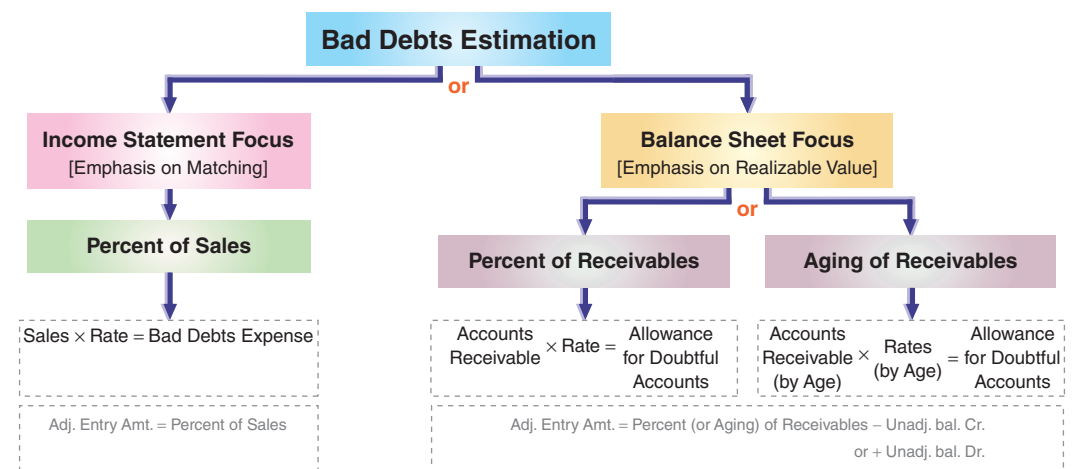 Bad Debts Estimation
or
Income Statement Focus
[Emphasis on Matching]
Percent of Sales
Sales × Rate = Bad Debts Expense
Adj. Entry Amt. = Percent of Sales
Balance Sheet Focus
[Emphasis on Realizable Value]
or
Percent of Receivables
Accounts
Receivable
× Rate =
Allowance
for Doubtful
Accounts
Aging of Receivables
Accounts
Receivable
(by Age)
×
Rates
(by Age)
=
Allowance
for Doubtful
Accounts
Adj. Entry Amt. = Percent (or Aging) of Receivables − Unadj. bal. Cr.
or + Unadj. bal. Dr.